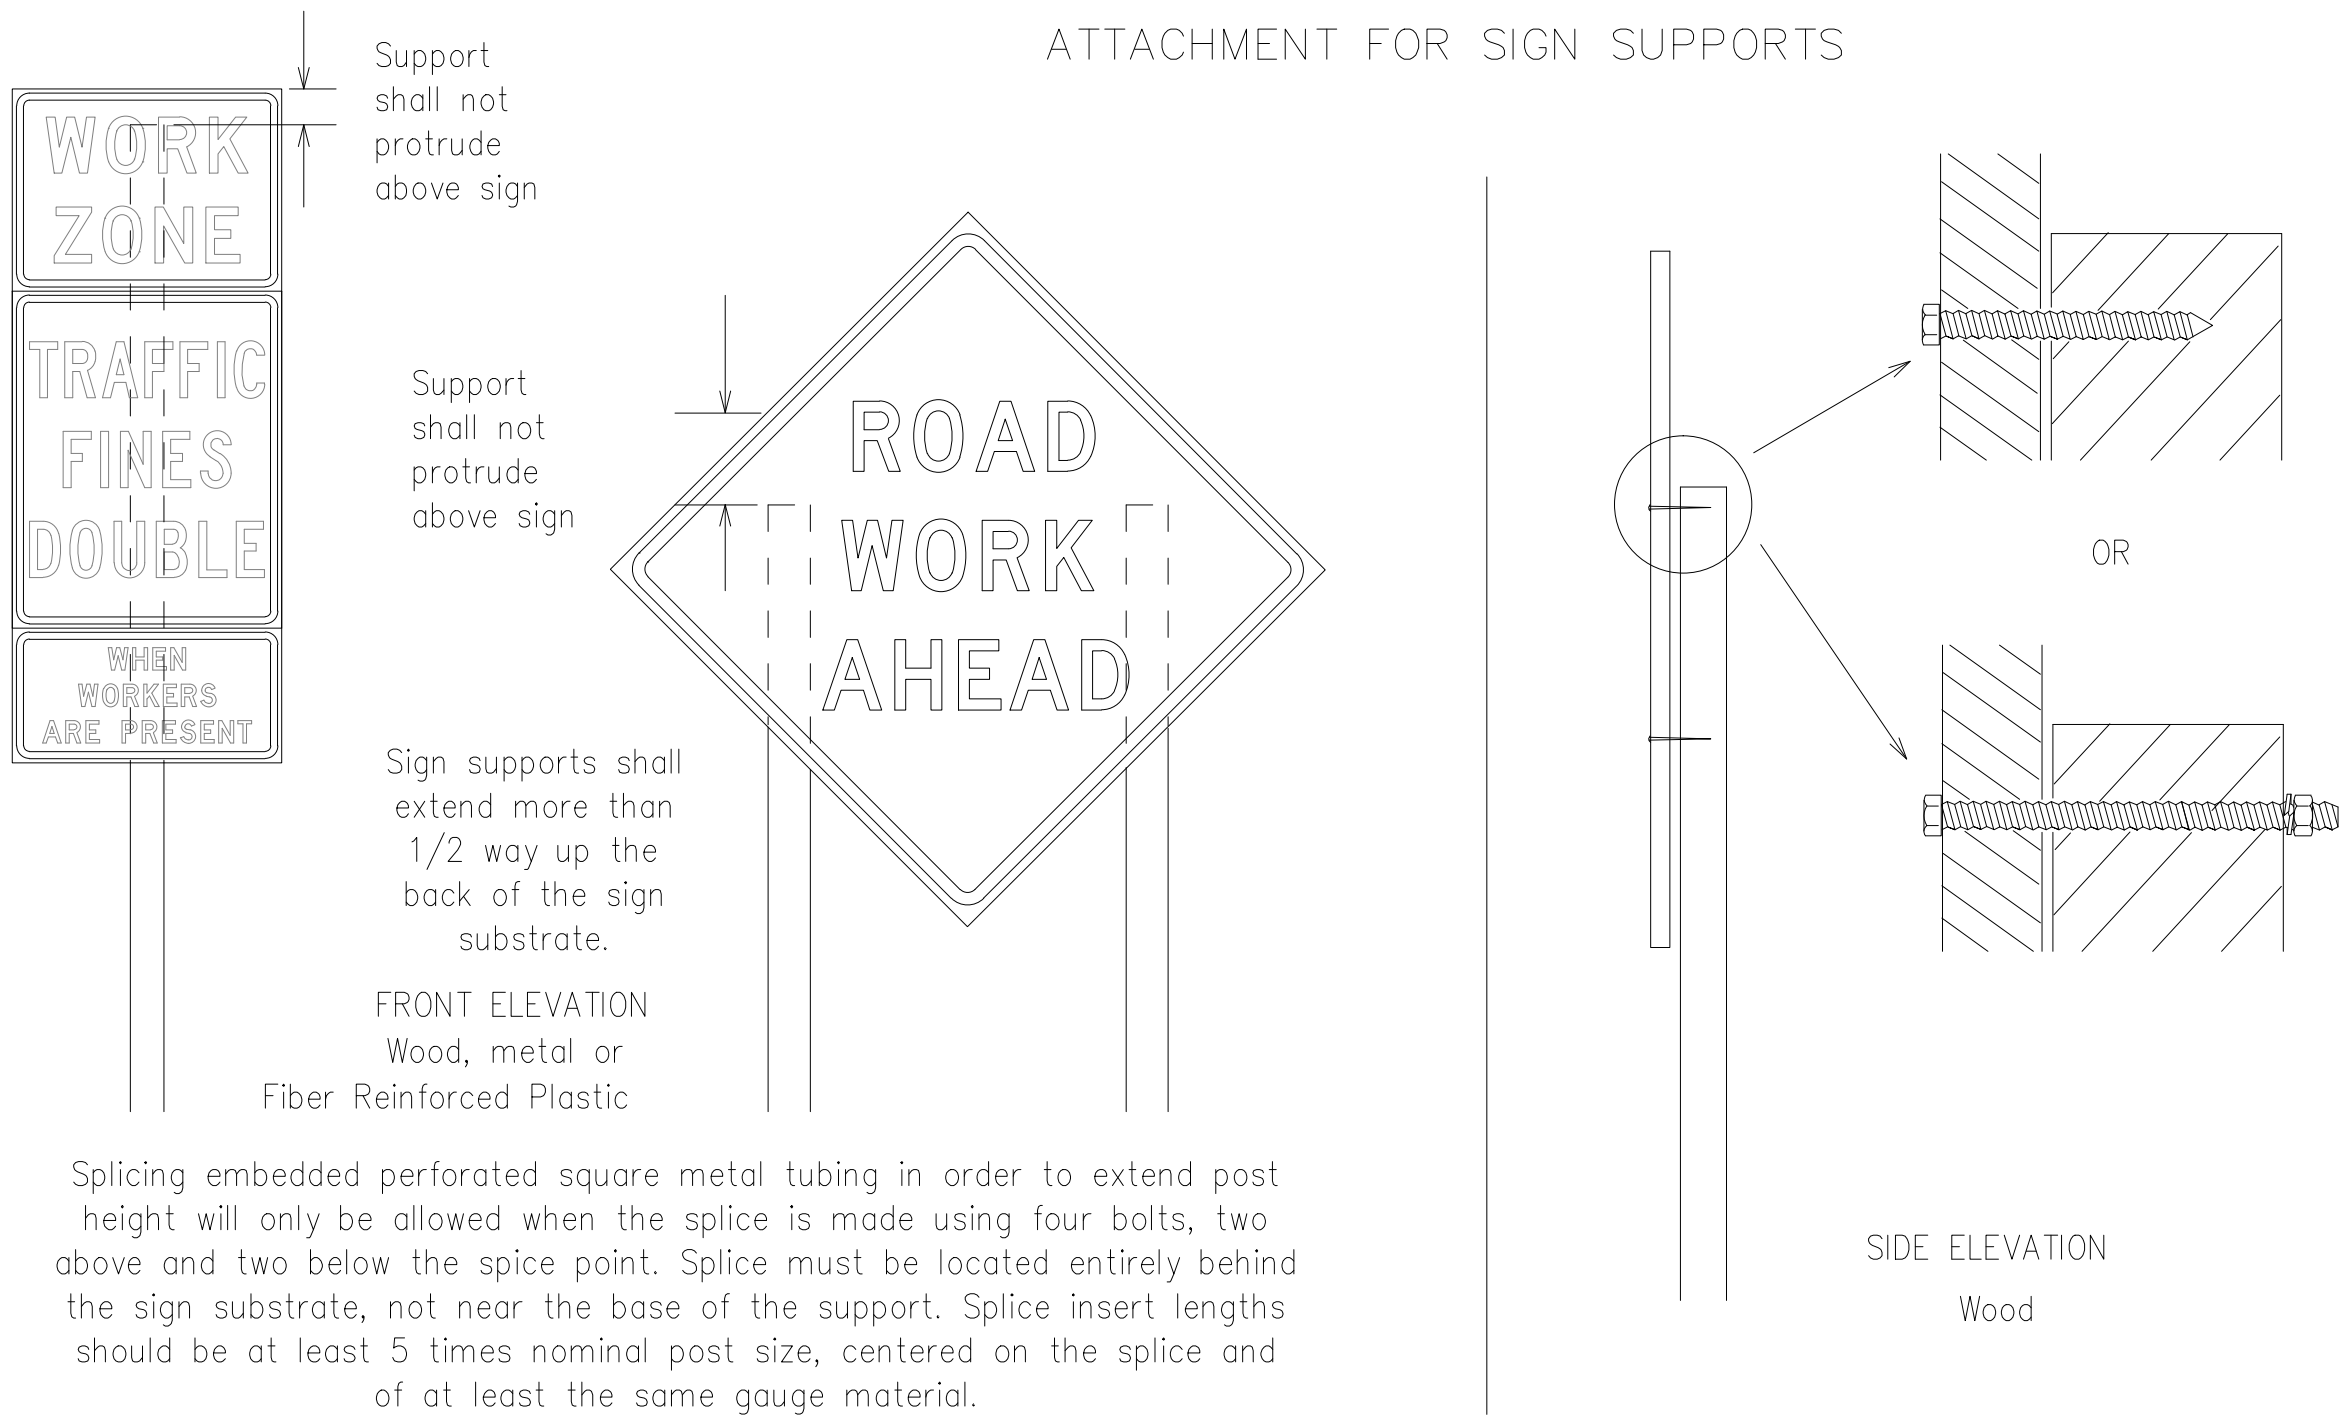 ATTACHMENT FOR SIGN SUPPORTS
WORK
ZONE
TRAFFIC
FINES
DOUBLE
WHEN
WORKERS
ARE PRESENT
Support
shall not
protrude
above sign
Support
shall not
protrude
above sign
ROAD
WORK
AHEAD
Sign supports shall
extend more than
1/2 way up the
back of the sign
substrate.
FRONT ELEVATION
Wood, metal or
Fiber Reinforced Plastic
Splicing embedded perforated square metal tubing in order to extend post
height will only be allowed when the splice is made using four bolts, two
above and two below the spice point. Splice must be located entirely behind
the sign substrate, not near the base of the support. Splice insert lengths
should be at least 5 times nominal post size, centered on the splice and
of at least the same gauge material.
OR
SIDE ELEVATION
Wood